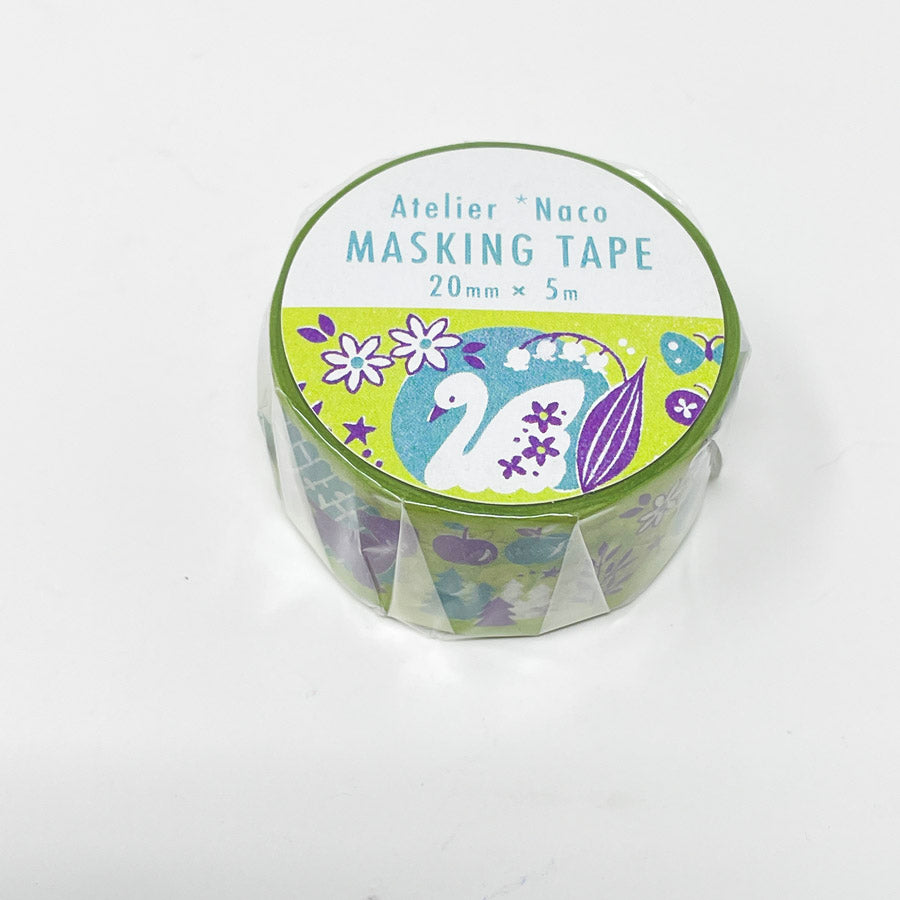 Atelier *Naco
MASKING TAPE
20mm × 5m